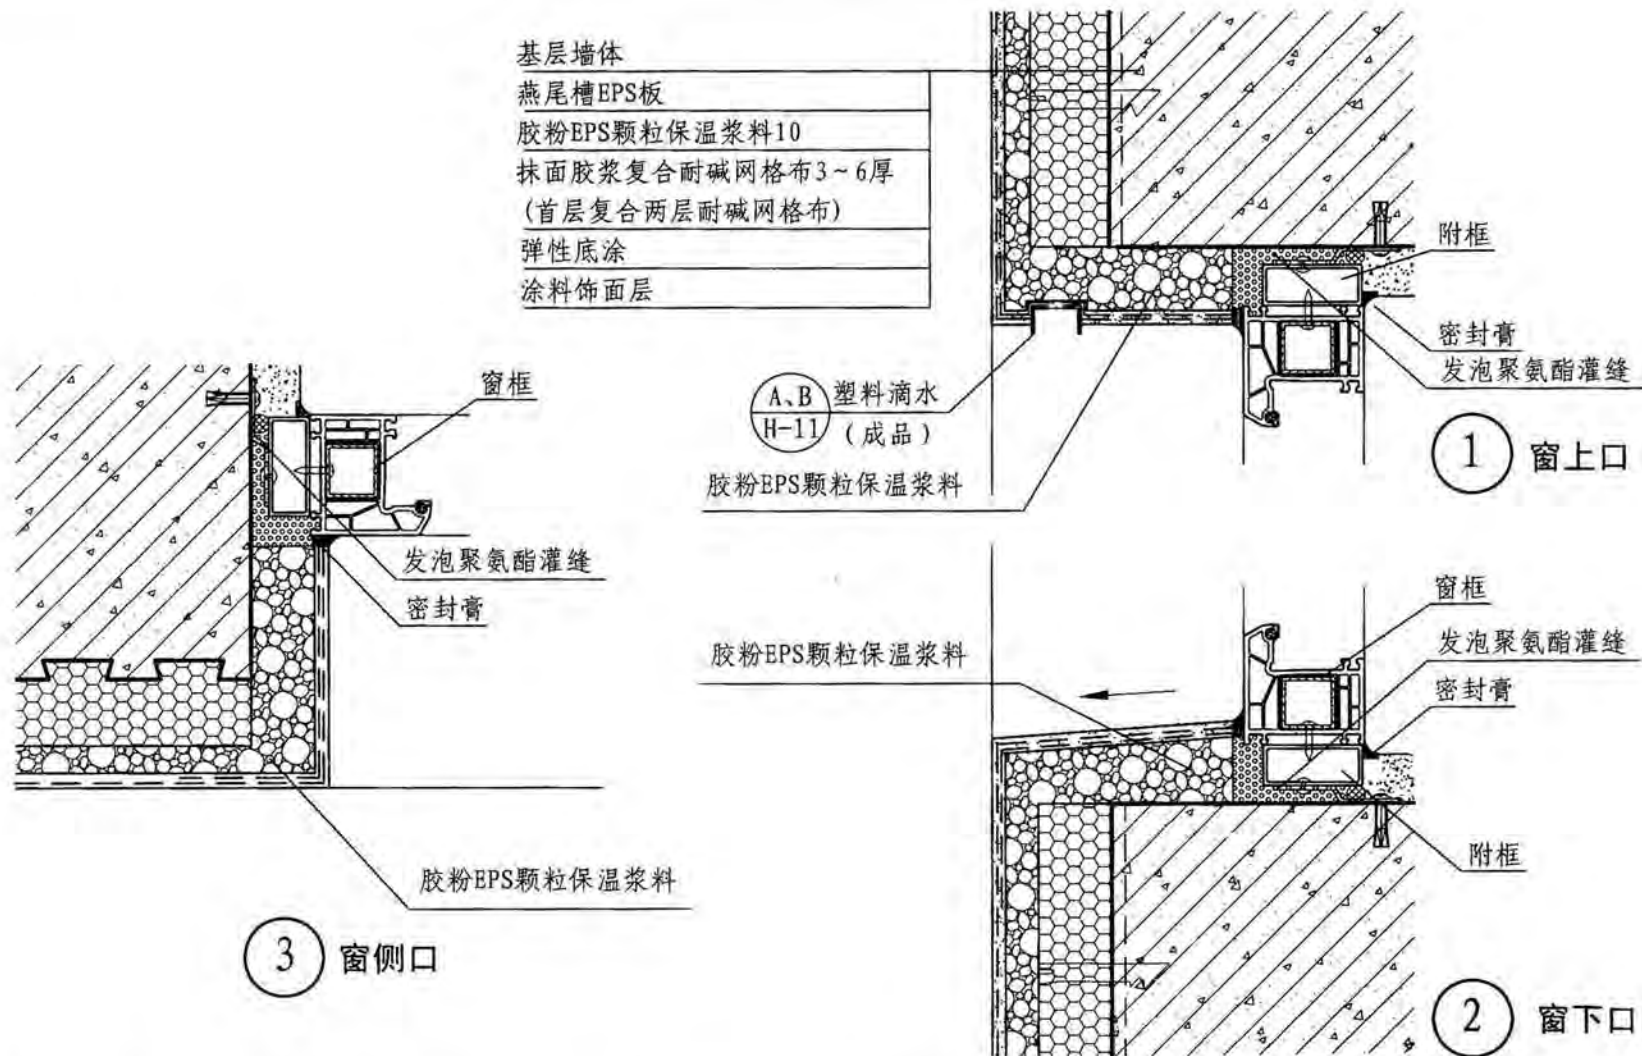 基层墙体
燕尾槽EPS板
胶粉EPS颗粒保温浆料10
抹面胶浆复合耐碱网格布3~6厚
(首层复合两层耐碱网格布)
弹性底涂
涂料饰面层
附框
密封膏
发泡聚氨酯灌缝
A、B
H-11
塑料滴水
(成品)
胶粉EPS颗粒保温浆料
1 窗上口
窗框
发泡聚氨酯灌缝
密封膏
胶粉EPS颗粒保温浆料
3 窗侧口
胶粉EPS颗粒保温浆料
窗框
发泡聚氨酯灌缝
密封膏
附框
2 窗下口